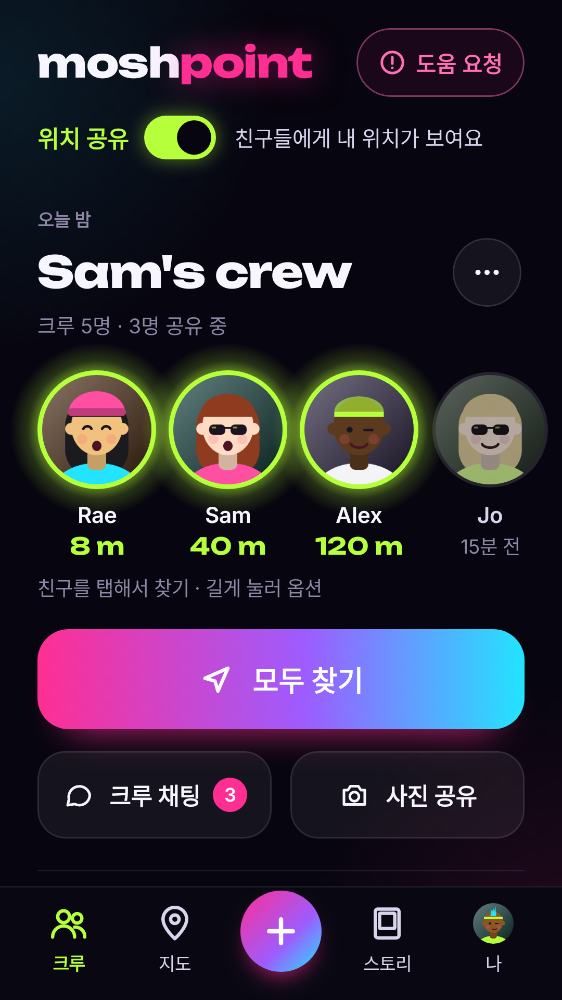 moshpoint
도움 요청
위치 공유
친구들에게 내 위치가 보여요
오늘 밤
Sam's crew
크루 5명 · 3명 공유 중
Rae
Sam
Alex
Jo
8 m
40 m
120 m
15분 전
친구를 탭해서 찾기 · 길게 눌러 옵션
모두 찾기
크루 채팅 3
사진 공유
크루
지도
스토리
나